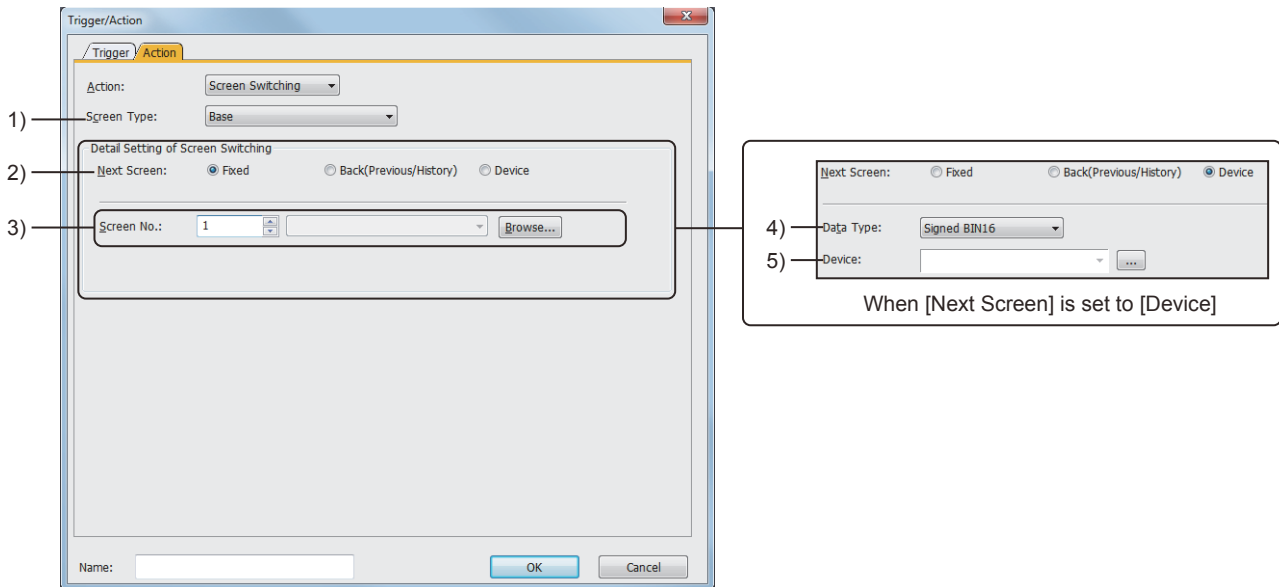 Trigger/Action
Trigger Action
Action: Screen Switching
1) Screen Type: Base
Detail Setting of Screen Switching
2) Next Screen: Fixed Back(Previous/History) Device
3) Screen No.: 1 Browse...
Name: OK Cancel
Next Screen: Fixed Back(Previous/History) Device
4) Data Type: Signed BIN16
5) Device: ...
When [Next Screen] is set to [Device]